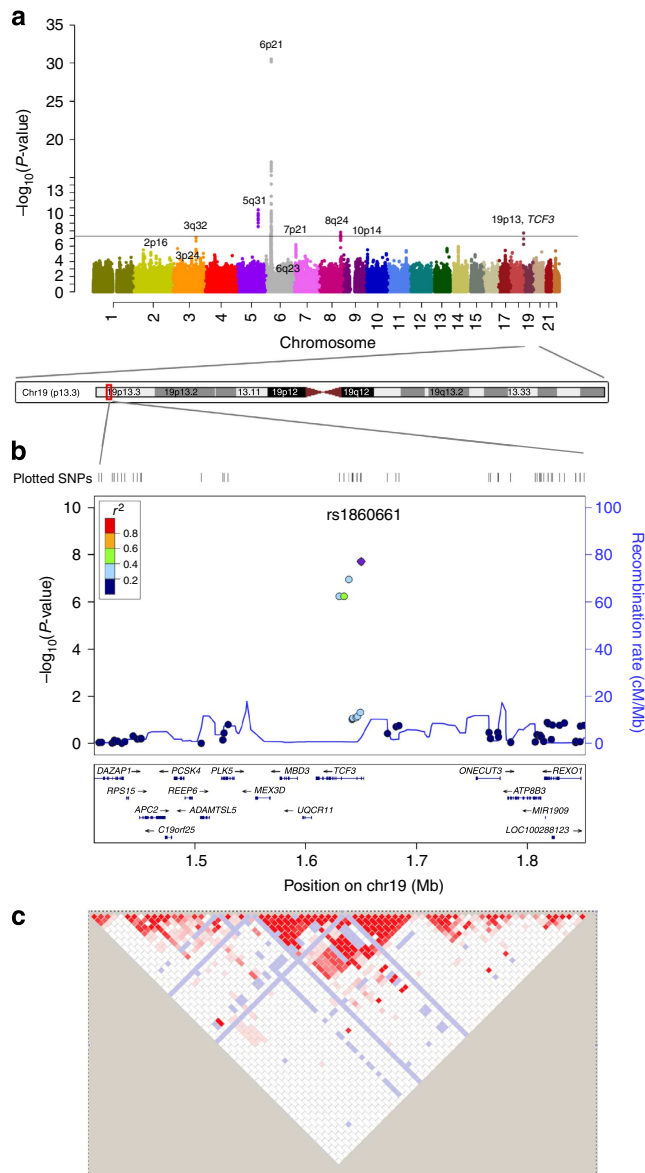 a
–log10(P-value)
35
30
25
20
13
10
8
6
4
2
0
6p21
5q31
3q32
2p16
3p24
6q23
7p21
8q24
10p14
19p13, TCF3
1 2 3 4 5 6 7 8 9 10 11 12 13 14 15 17 19 21
Chromosome
Chr19 (p13.3) 19p13.3 19p13.2 13.11 19p12 19q12 19q13.2 13.33
b
Plotted SNPs
–log10(P-value)
10
8
6
4
2
0
r2
0.8
0.6
0.4
0.2
rs1860661
100
80
60
40
20
0
Recombination rate (cM/Mb)
DAZAP1→ ←PCSK4 PLK5→ ←MBD3 ←TCF3 ONECUT3→ ←REXO1
RPS15→ REEP6→ ←MEX3D ←ATP8B3
APC2→ ←ADAMTSL5 ←UQCR11 ←MIR1909
←C19orf25 LOC100288123→
1.5 1.6 1.7 1.8
Position on chr19 (Mb)
c